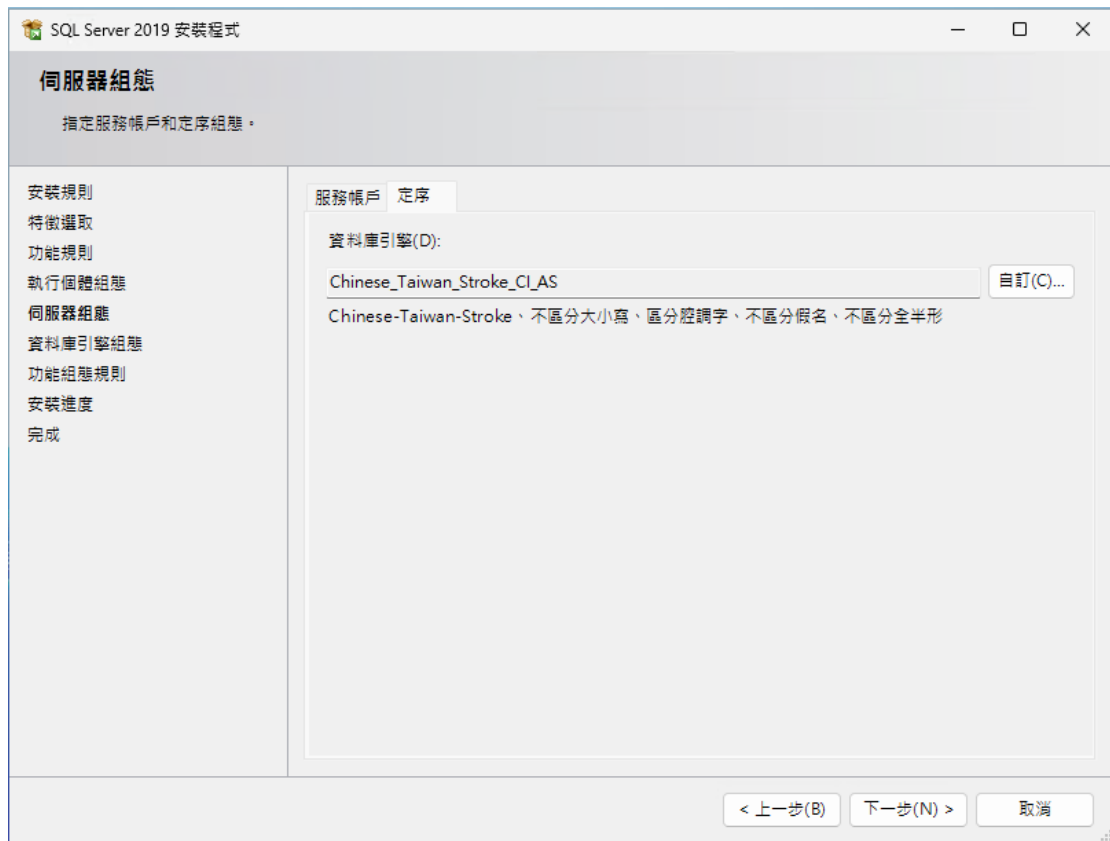 SQL Server 2019 安裝程式
伺服器組態
指定服務帳戶和定序組態。
安裝規則
特徵選取
功能規則
執行個體組態
伺服器組態
資料庫引擎組態
功能組態規則
安裝進度
完成
服務帳戶 定序
資料庫引擎(D):
Chinese_Taiwan_Stroke_CI_AS 自訂(C)...
Chinese-Taiwan-Stroke、不區分大小寫、區分腔調字、不區分假名、不區分全半形
< 上一步(B) 下一步(N) > 取消